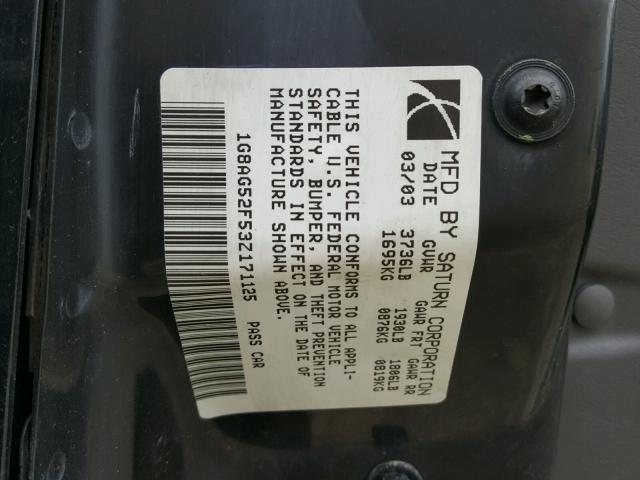 MFD BY SATURN CORPORATION
DATE GVWR GAWR FRT GAWR RR
03/03 3736LB 1930LB 1806LB
1695KG 0876KG 0819KG
THIS VEHICLE CONFORMS TO ALL APPLI-
CABLE U.S. FEDERAL MOTOR VEHICLE
SAFETY, BUMPER, AND THEFT PREVENTION
STANDARDS IN EFFECT ON THE DATE OF
MANUFACTURE SHOWN ABOVE.
1G8AG52F53Z171125 PASS CAR